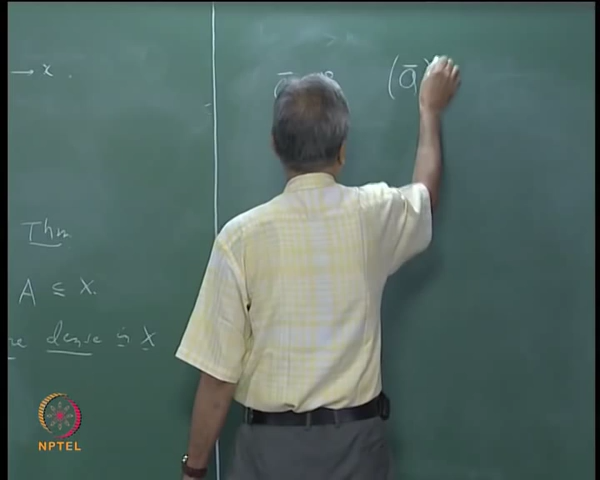 → x .
Thm
A ⊆ X.
dense in X
(ā)
NPTEL